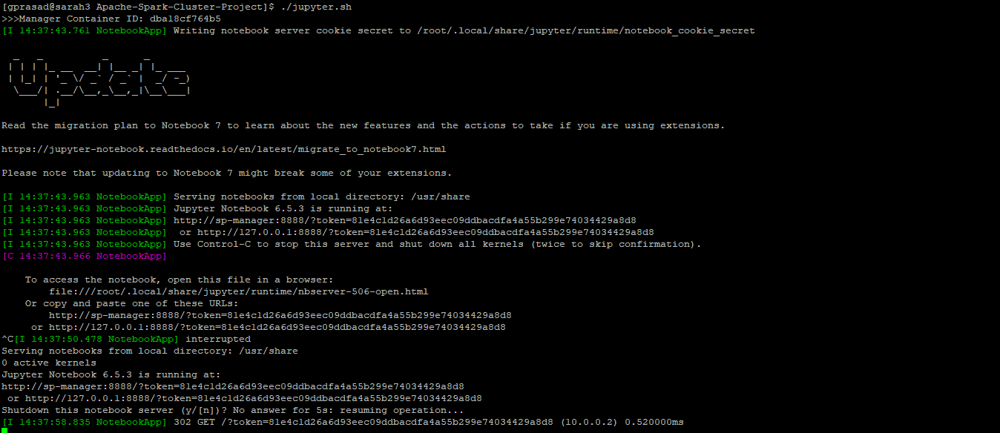 [gprasad@sarah3 Apache-Spark-Cluster-Project]$ ./jupyter.sh
>>>Manager Container ID: dba18cf764b5
[I 14:37:43.761 NotebookApp] Writing notebook server cookie secret to /root/.local/share/jupyter/runtime/notebook_cookie_secret
  _   _          _      _
 | | | |_ __  __| |__ _| |_ ___
 | |_| | '_ \/ _` / _` |  _/ -_)
  \___/| .__/\__,_\__,_|\__\___|
       |_|
Read the migration plan to Notebook 7 to learn about the new features and the actions to take if you are using extensions.
https://jupyter-notebook.readthedocs.io/en/latest/migrate_to_notebook7.html
Please note that updating to Notebook 7 might break some of your extensions.
[I 14:37:43.963 NotebookApp] Serving notebooks from local directory: /usr/share
[I 14:37:43.963 NotebookApp] Jupyter Notebook 6.5.3 is running at:
[I 14:37:43.963 NotebookApp] http://sp-manager:8888/?token=81e4c1d26a6d93eec09ddbacdfa4a55b299e74034429a8d8
[I 14:37:43.963 NotebookApp]  or http://127.0.0.1:8888/?token=81e4c1d26a6d93eec09ddbacdfa4a55b299e74034429a8d8
[I 14:37:43.963 NotebookApp] Use Control-C to stop this server and shut down all kernels (twice to skip confirmation).
[C 14:37:43.966 NotebookApp]
    To access the notebook, open this file in a browser:
        file:///root/.local/share/jupyter/runtime/nbserver-506-open.html
    Or copy and paste one of these URLs:
        http://sp-manager:8888/?token=81e4c1d26a6d93eec09ddbacdfa4a55b299e74034429a8d8
     or http://127.0.0.1:8888/?token=81e4c1d26a6d93eec09ddbacdfa4a55b299e74034429a8d8
^C[I 14:37:50.478 NotebookApp] interrupted
Serving notebooks from local directory: /usr/share
0 active kernels
Jupyter Notebook 6.5.3 is running at:
http://sp-manager:8888/?token=81e4c1d26a6d93eec09ddbacdfa4a55b299e74034429a8d8
 or http://127.0.0.1:8888/?token=81e4c1d26a6d93eec09ddbacdfa4a55b299e74034429a8d8
Shutdown this notebook server (y/[n])? No answer for 5s: resuming operation...
[I 14:37:58.835 NotebookApp] 302 GET /?token=81e4c1d26a6d93eec09ddbacdfa4a55b299e74034429a8d8 (10.0.0.2) 0.520000ms